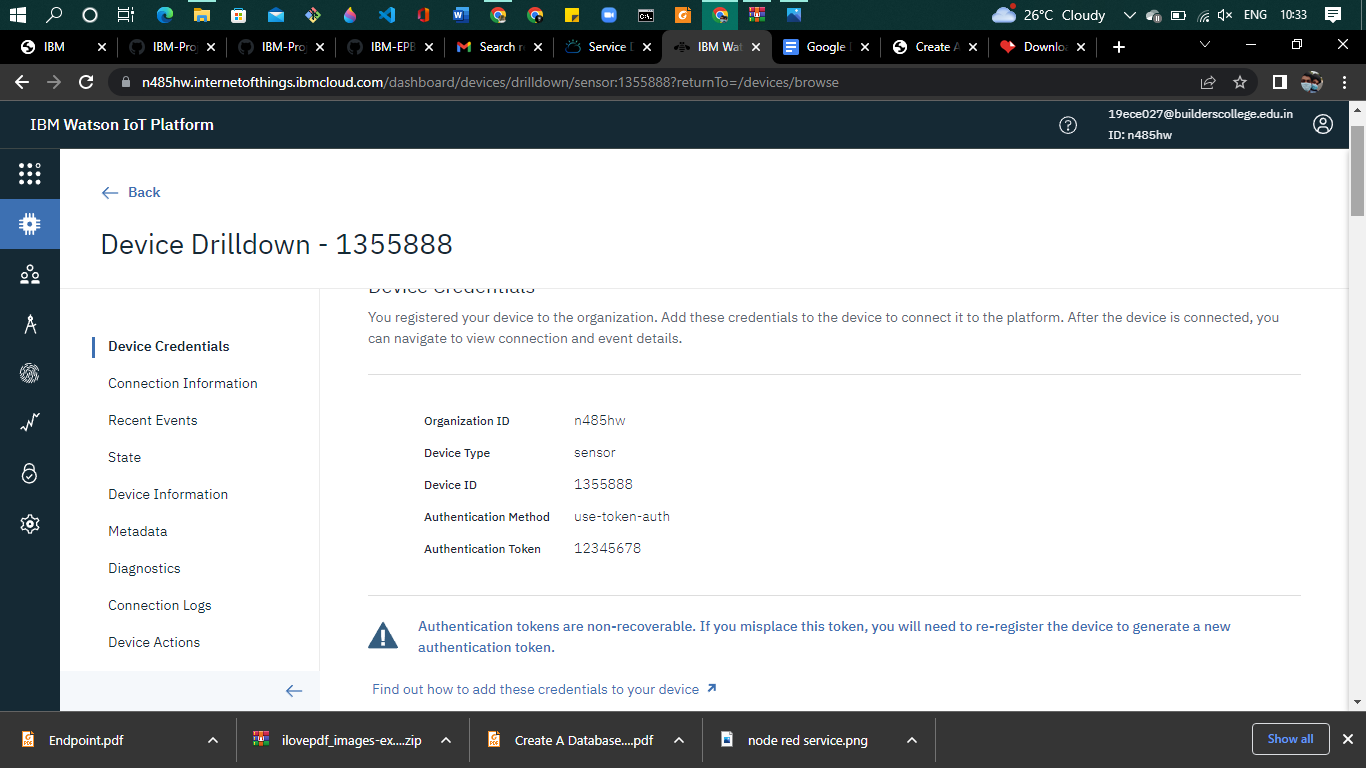 26°C Cloudy
ENG
10:33
IBM
IBM-Pro
IBM-Pro
IBM-EPB
Search re
Service D
IBM Wat
Google D
Create A
Downlo
n485hw.internetofthings.ibmcloud.com/dashboard/devices/drilldown/sensor:1355888?returnTo=/devices/browse
IBM Watson IoT Platform
19ece027@builderscollege.edu.in
ID: n485hw
Back
Device Drilldown - 1355888
Device Credentials
Connection Information
Recent Events
State
Device Information
Metadata
Diagnostics
Connection Logs
Device Actions
Device Credentials
You registered your device to the organization. Add these credentials to the device to connect it to the platform. After the device is connected, you
can navigate to view connection and event details.
Organization ID n485hw
Device Type sensor
Device ID 1355888
Authentication Method use-token-auth
Authentication Token 12345678
Authentication tokens are non-recoverable. If you misplace this token, you will need to re-register the device to generate a new
authentication token.
Find out how to add these credentials to your device
Endpoint.pdf
ilovepdf_images-ex....zip
Create A Database....pdf
node red service.png
Show all